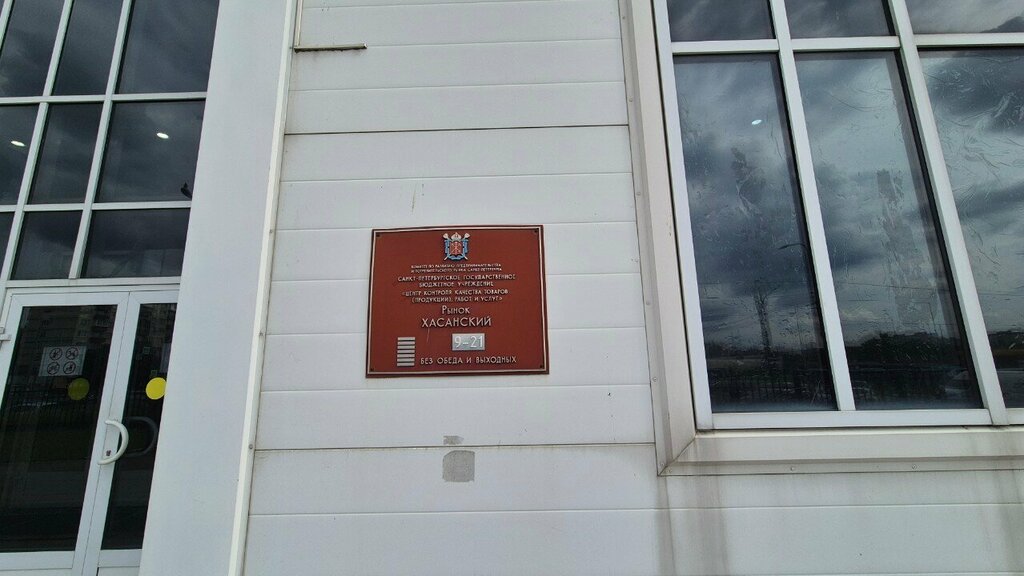 КОМИТЕТ ПО РАЗВИТИЮ ПРЕДПРИНИМАТЕЛЬСТВА
И ПОТРЕБИТЕЛЬСКОГО РЫНКА САНКТ-ПЕТЕРБУРГА
САНКТ-ПЕТЕРБУРГСКОЕ ГОСУДАРСТВЕННОЕ
БЮДЖЕТНОЕ УЧРЕЖДЕНИЕ
«ЦЕНТР КОНТРОЛЯ КАЧЕСТВА ТОВАРОВ
(ПРОДУКЦИИ), РАБОТ И УСЛУГ»
РЫНОК
ХАСАНСКИЙ
9-21
БЕЗ ОБЕДА И ВЫХОДНЫХ